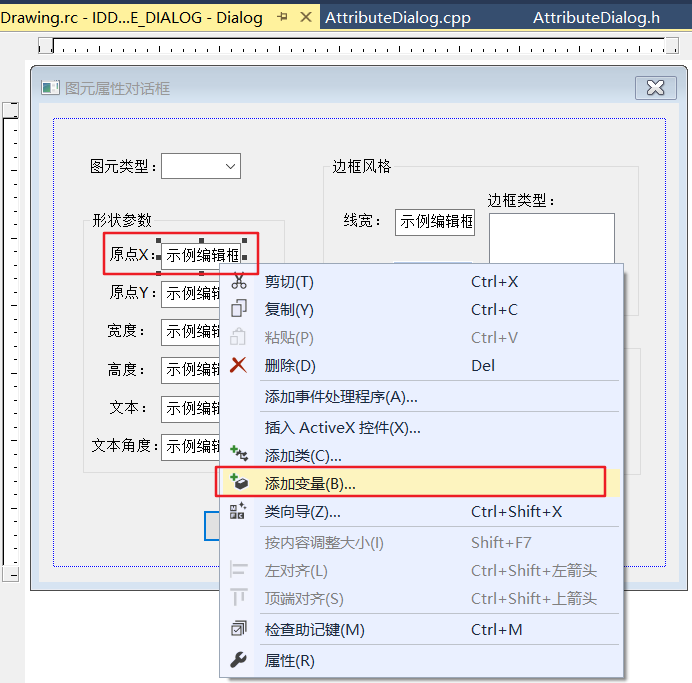 Drawing.rc - IDD...E_DIALOG - Dialog AttributeDialog.cpp AttributeDialog.h
图元属性对话框
图元类型：
边框风格
边框类型：
线宽： 示例编辑框
形状参数
原点X： 示例编辑框
原点Y： 示例编辑
宽度： 示例编辑
高度： 示例编辑
文本： 示例编辑
文本角度： 示例编辑
剪切(T) Ctrl+X
复制(Y) Ctrl+C
粘贴(P) Ctrl+V
删除(D) Del
添加事件处理程序(A)...
插入 ActiveX 控件(X)...
添加类(C)...
添加变量(B)...
类向导(Z)... Ctrl+Shift+X
按内容调整大小(I) Shift+F7
左对齐(L) Ctrl+Shift+左箭头
顶端对齐(S) Ctrl+Shift+上箭头
检查助记键(M) Ctrl+M
属性(R)